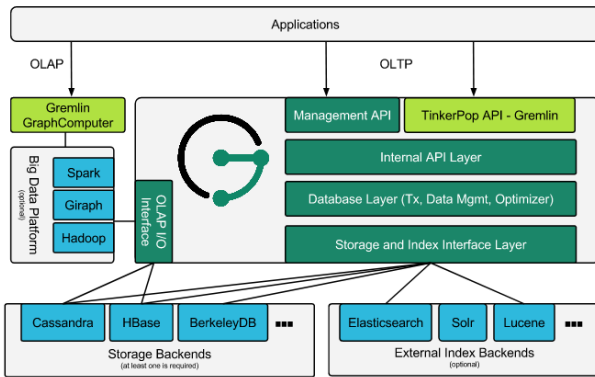 Applications
OLAP
OLTP
Gremlin
GraphComputer
Management API
TinkerPop API - Gremlin
Big Data Platform
(optional)
Spark
Giraph
Hadoop
OLAP I/O
Interface
Internal API Layer
Database Layer (Tx, Data Mgmt, Optimizer)
Storage and Index Interface Layer
Cassandra
HBase
BerkeleyDB
Storage Backends
(at least one is required)
Elasticsearch
Solr
Lucene
External Index Backends
(optional)